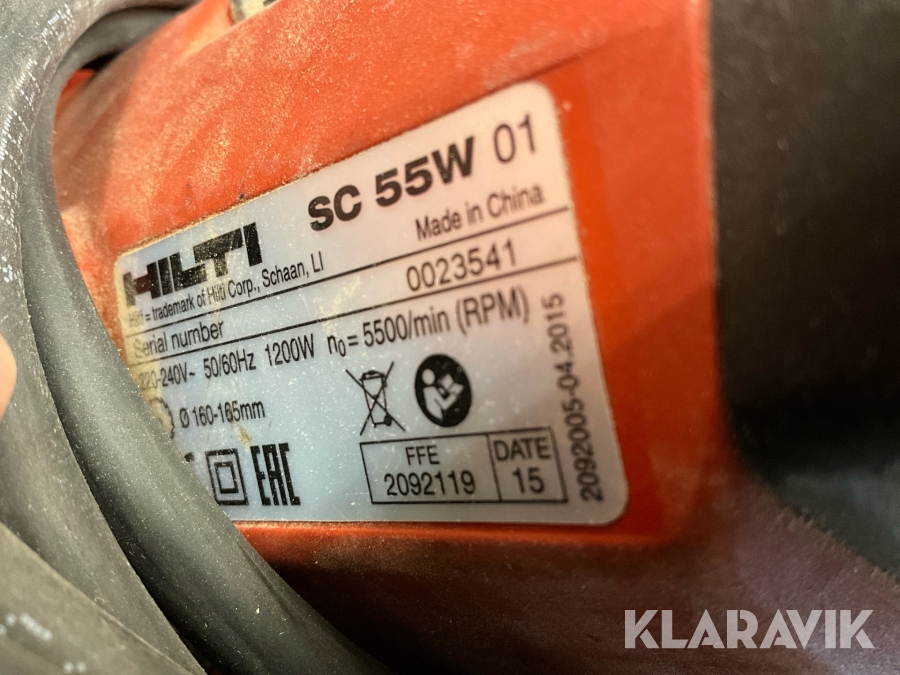 HILTI SC 55W 01
Hilti = trademark of Hilti Corp., Schaan, LI Made in China
Serial number 0023541
220-240V~ 50/60Hz 1200W n₀= 5500/min (RPM)
Ø 160-165mm
EAC
FFE
2092119
DATE
15
2092005-04.2015
KLARAVIK